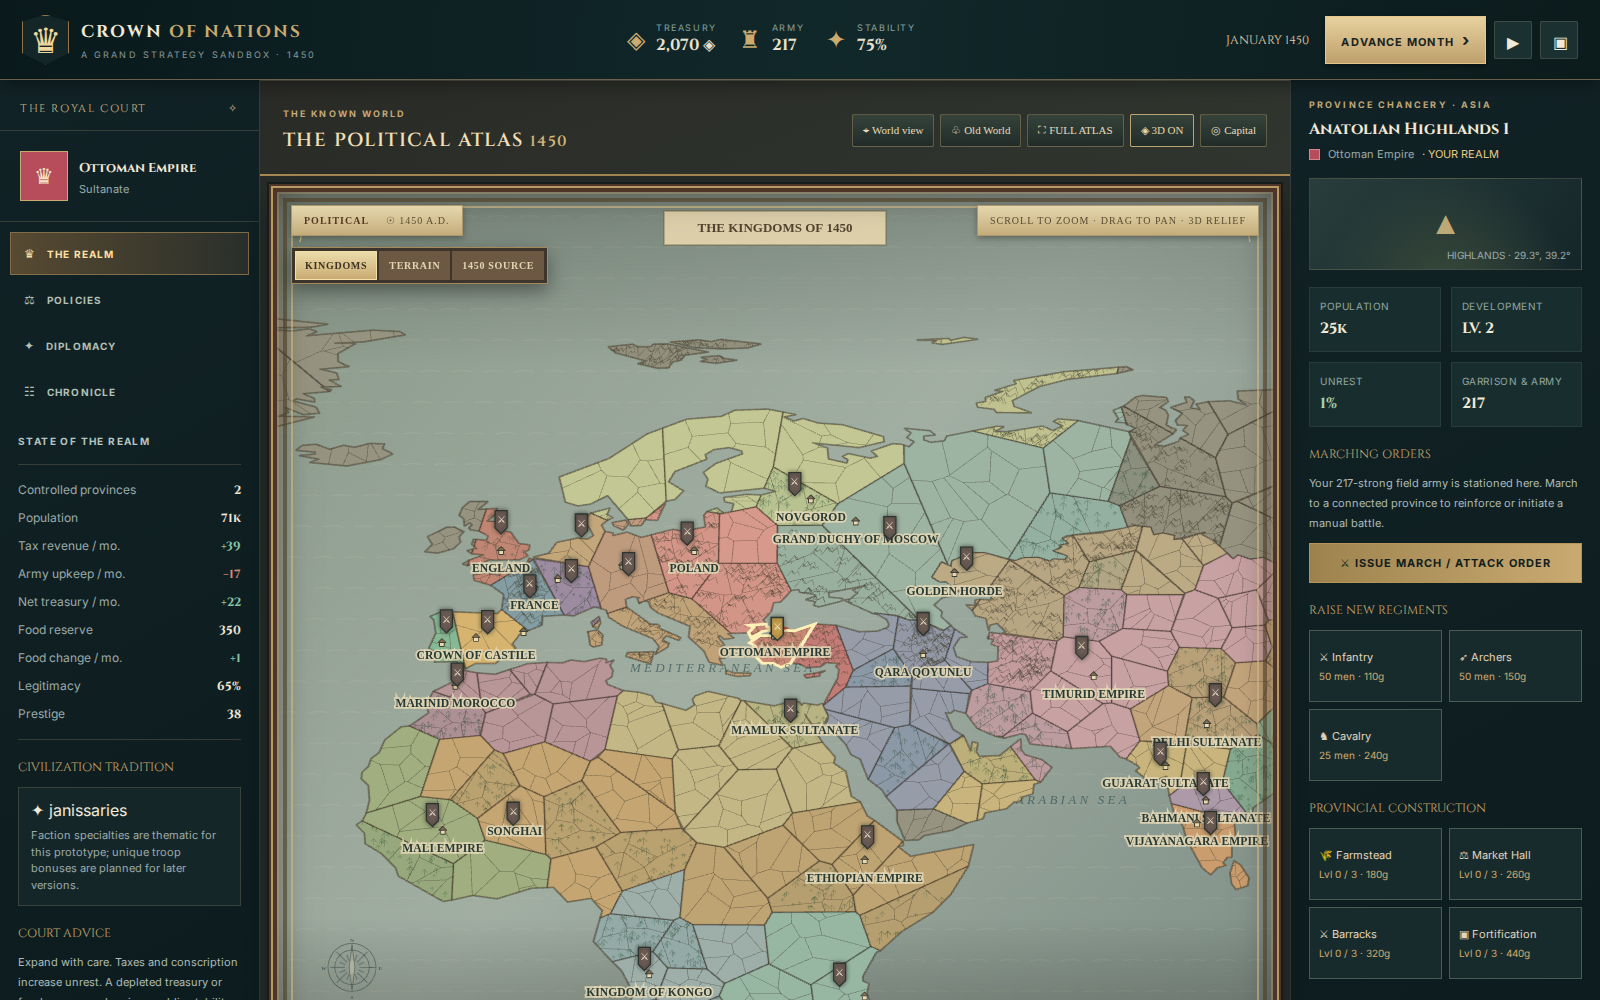 CROWN OF NATIONS
A GRAND STRATEGY SANDBOX · 1450
TREASURY
2,070 ◈
ARMY
217
STABILITY
75%
JANUARY 1450
ADVANCE MONTH ›
THE ROYAL COURT
OTTOMAN EMPIRE
Sultanate
THE REALM
POLICIES
DIPLOMACY
CHRONICLE
STATE OF THE REALM
Controlled provinces 2
Population 71K
Tax revenue / mo. +39
Army upkeep / mo. −17
Net treasury / mo. +22
Food reserve 350
Food change / mo. +1
Legitimacy 65%
Prestige 38
CIVILIZATION TRADITION
✦ janissaries
Faction specialties are thematic for
this prototype; unique troop
bonuses are planned for later
versions.
COURT ADVICE
Expand with care. Taxes and conscription
increase unrest. A depleted treasury or
THE KNOWN WORLD
THE POLITICAL ATLAS 1450
World view
Old World
FULL ATLAS
3D ON
Capital
POLITICAL ☉ 1450 A.D.
THE KINGDOMS OF 1450
SCROLL TO ZOOM · DRAG TO PAN · 3D RELIEF
KINGDOMS
TERRAIN
1450 SOURCE
NOVGOROD
GRAND DUCHY OF MOSCOW
ENGLAND
POLAND
GOLDEN HORDE
FRANCE
CROWN OF CASTILE
OTTOMAN EMPIRE
MEDITERRANEAN SEA
QARA QOYUNLU
TIMURID EMPIRE
MARINID MOROCCO
MAMLUK SULTANATE
DELHI SULTANATE
GUJARAT SULTANATE
ARABIAN SEA
BAHMANI SULTANATE
SONGHAI
MALI EMPIRE
VIJAYANAGARA EMPIRE
ETHIOPIAN EMPIRE
KINGDOM OF KONGO
PROVINCE CHANCERY · ASIA
ANATOLIAN HIGHLANDS I
Ottoman Empire · YOUR REALM
HIGHLANDS · 29.3°, 39.2°
POPULATION
25K
DEVELOPMENT
LV. 2
UNREST
1%
GARRISON & ARMY
217
MARCHING ORDERS
Your 217-strong field army is stationed here. March
to a connected province to reinforce or initiate a
manual battle.
⚔ ISSUE MARCH / ATTACK ORDER
RAISE NEW REGIMENTS
⚔ Infantry
50 men · 110g
➶ Archers
50 men · 150g
♞ Cavalry
25 men · 240g
PROVINCIAL CONSTRUCTION
🌾 Farmstead
Lvl 0 / 3 · 180g
⚖ Market Hall
Lvl 0 / 3 · 260g
⚔ Barracks
Lvl 0 / 3 · 320g
▣ Fortification
Lvl 0 / 3 · 440g